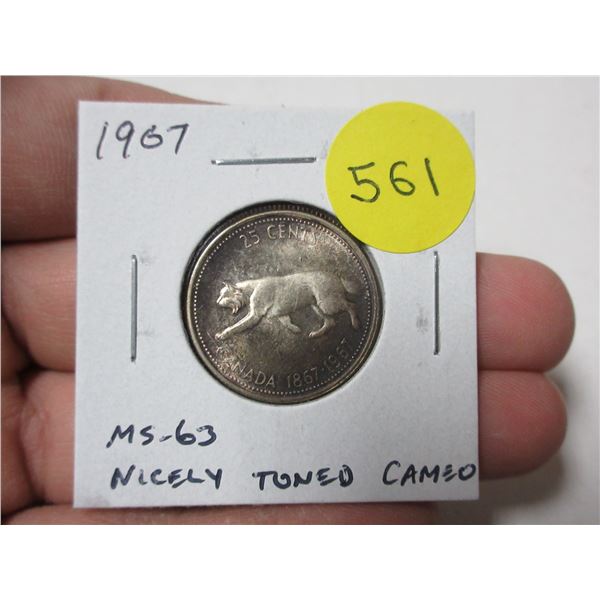 1967
561
25 CENTS
CANADA 1867·1967
MS-63
NICELY TONED CAMEO